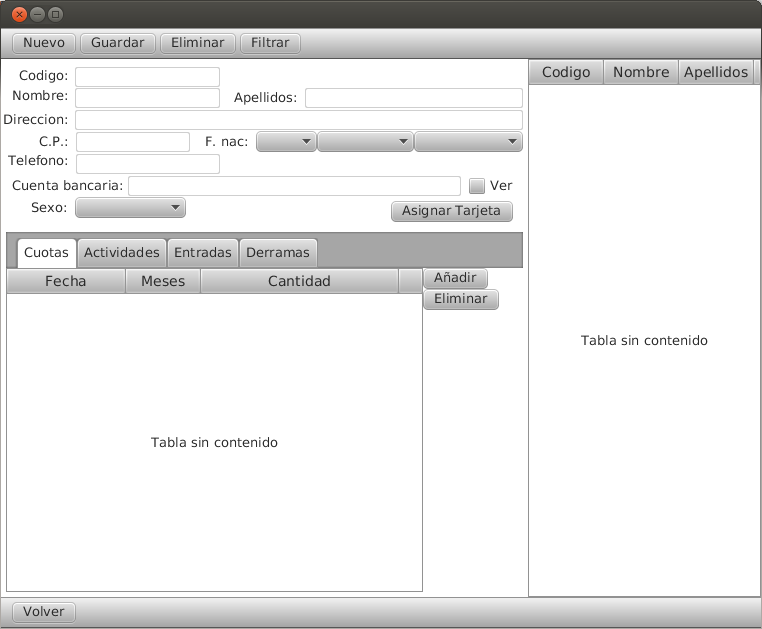 Nuevo Guardar Eliminar Filtrar
Codigo:
Nombre: Apellidos:
Direccion:
C.P.: F. nac:
Telefono:
Cuenta bancaria: Ver
Sexo: Asignar Tarjeta
Cuotas Actividades Entradas Derramas
Fecha Meses Cantidad Añadir
Eliminar
Tabla sin contenido
Codigo Nombre Apellidos
Tabla sin contenido
Volver